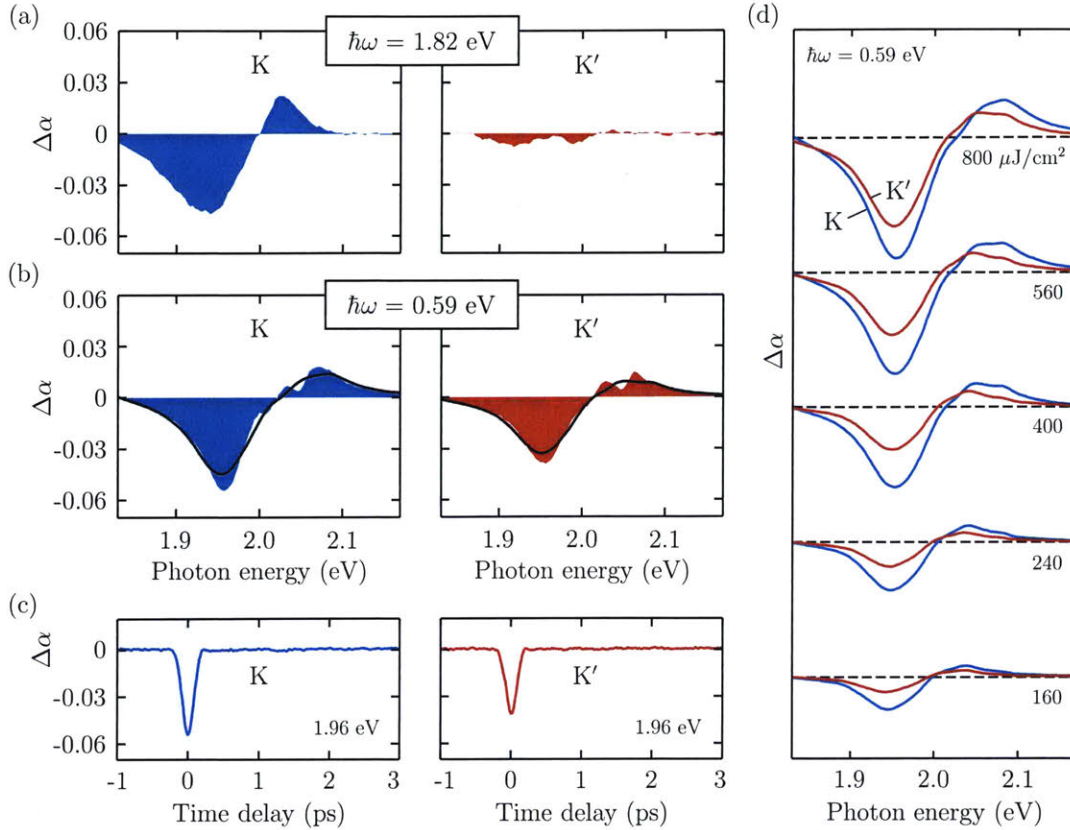 (a)
ħω = 1.82 eV
K
K′
Δα
0.06
0.03
0
-0.03
-0.06
(b)
ħω = 0.59 eV
K
K′
Δα
0.06
0.03
0
-0.03
-0.06
1.9 2.0 2.1
Photon energy (eV)
1.9 2.0 2.1
Photon energy (eV)
(c)
Δα
0
-0.03
-0.06
K
1.96 eV
K′
1.96 eV
-1 0 1 2 3
Time delay (ps)
-1 0 1 2 3
Time delay (ps)
(d)
ħω = 0.59 eV
Δα
800 μJ/cm²
K′
K
560
400
240
160
1.9 2.0 2.1
Photon energy (eV)